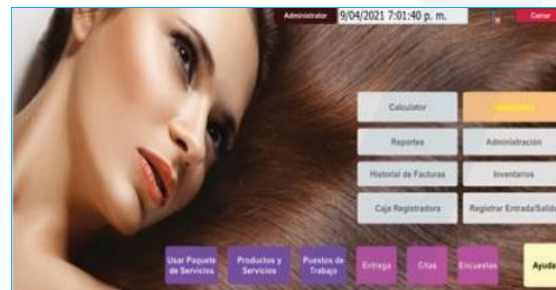 Administrator 9/04/2021 7:01:40 p. m. Cerrar
Calculator
Reportes Administración
Historial de Facturas Inventarios
Caja Registradora Registrar Entrada/Salida
Usar Paquete de Servicios
Productos y Servicios
Puestos de Trabajo
Entrega
Citas
Encuestas
Ayuda